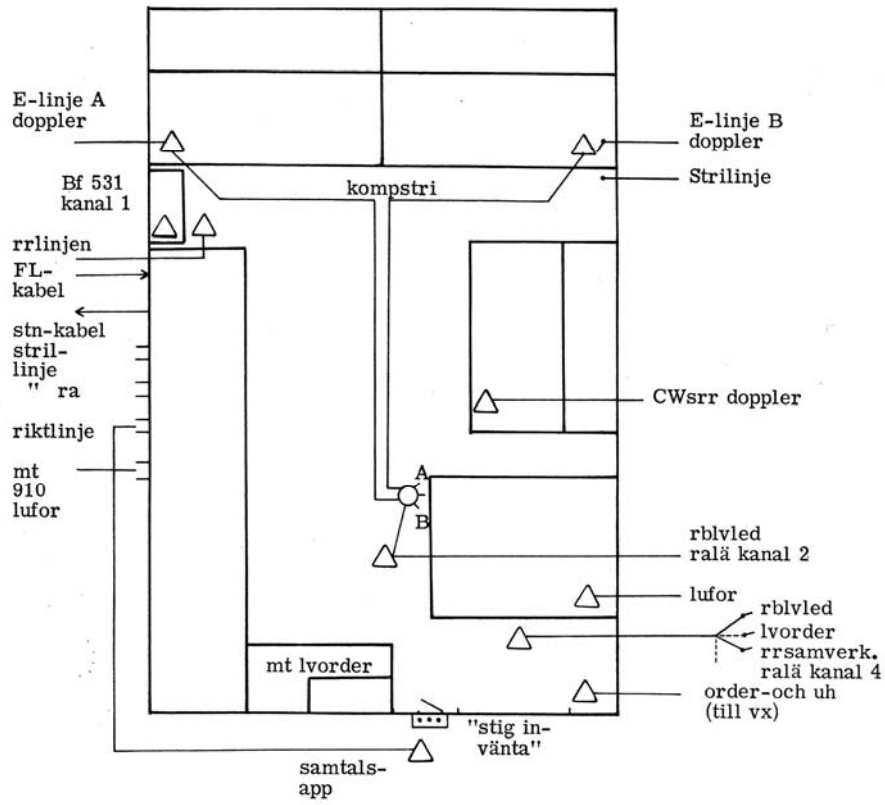 E-linje A
doppler
E-linje B
doppler
kompstri
Strilinje
Bf 531
kanal 1
rrlinjen
FL-
kabel
stn-kabel
stril-
linje
" ra
CWsrr doppler
riktlinje
mt
910
lufor
A
B
rblvled
ralä kanal 2
lufor
rblvled
lvorder
rrsamverk.
ralä kanal 4
mt lvorder
order-och uh
(till vx)
"stig in-
vänta"
samtals-
app